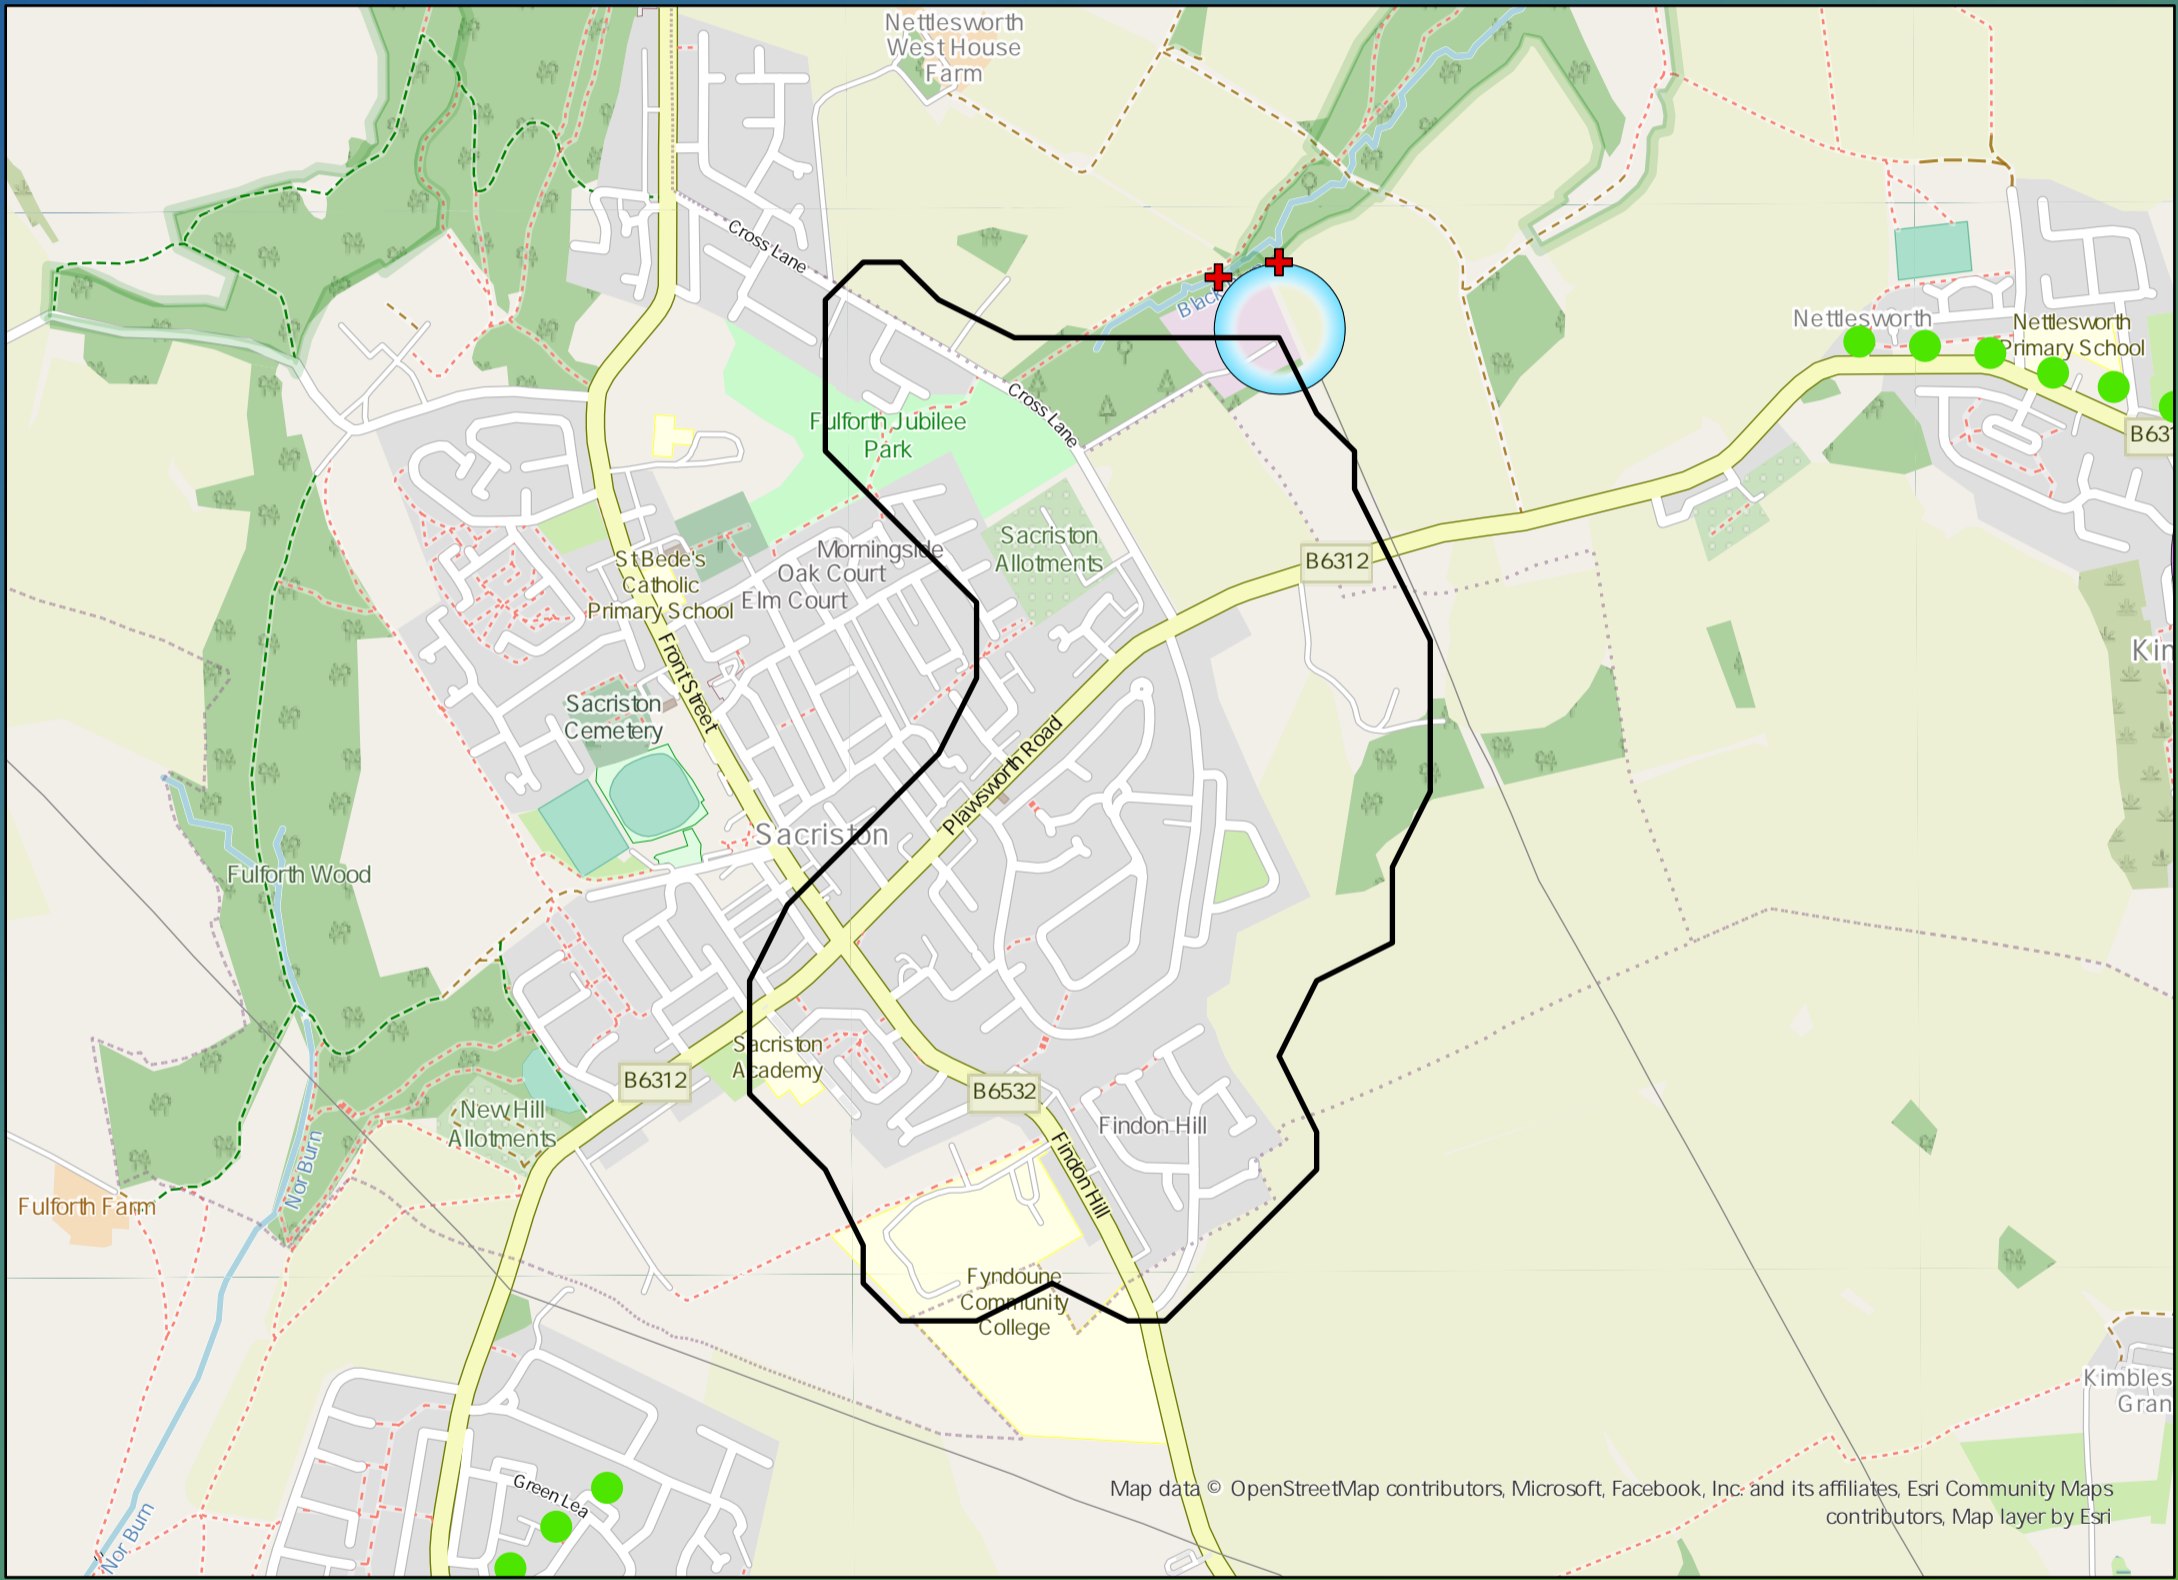 Nettlesworth
West House
Farm
Cross Lane
Black
Nettlesworth
Nettlesworth
Primary School
Cross Lane
Fulforth Jubilee
Park
B631
Sacriston
Allotments
Morningside
Oak Court
Elm Court
St Bede's
Catholic
Primary School
B6312
Kin
Front Street
Sacriston
Cemetery
Plawsworth Road
Sacriston
Fulforth Wood
Sacriston
Academy
B6312
B6532
New Hill
Allotments
Findon Hill
Nor Burn
Findon Hill
Fulforth Farm
Fyndoune
Community
College
Kimbles
Gran
Green Lea
Nor Burn
Map data © OpenStreetMap contributors, Microsoft, Facebook, Inc. and its affiliates, Esri Community Maps
contributors, Map layer by Esri